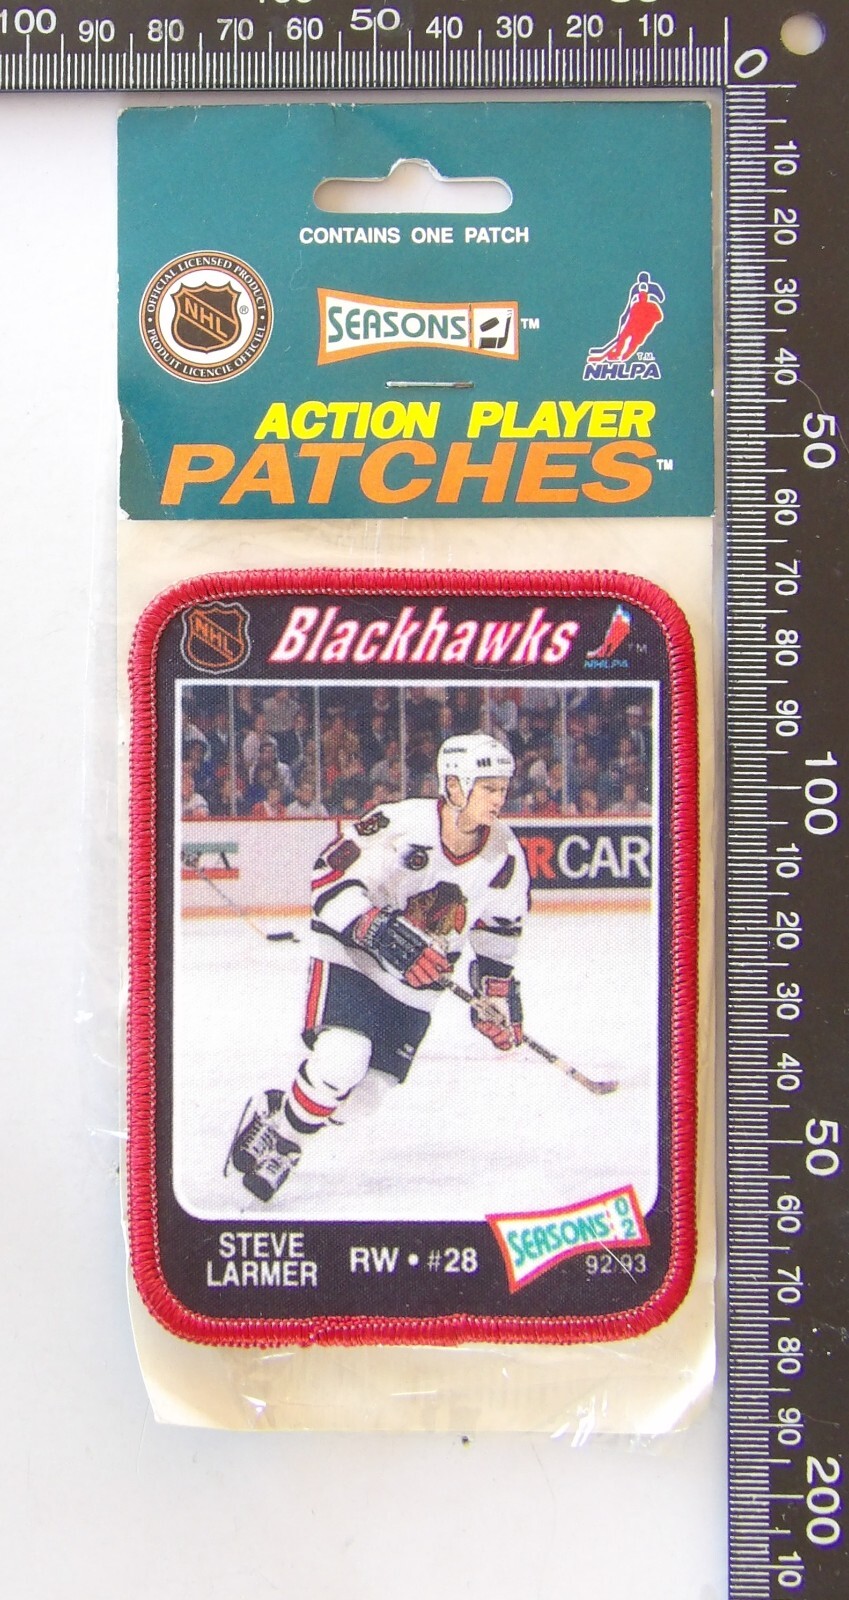 100 90 80 70 60 50 40 30 20 10 0
CONTAINS ONE PATCH
OFFICIAL LICENSED PRODUCT
NHL ®
PRODUIT LICENCIE OFFICIEL
SEASONS ™
T.M.
NHLPA
ACTION PLAYER
PATCHES™
NHL
Blackhawks
NHLPA
TM
RCAR
STEVE
LARMER
RW • #28
SEASONS 02
92.93
10
20
30
40
50
60
70
80
90
100
10
20
30
40
50
60
70
80
90
200
10